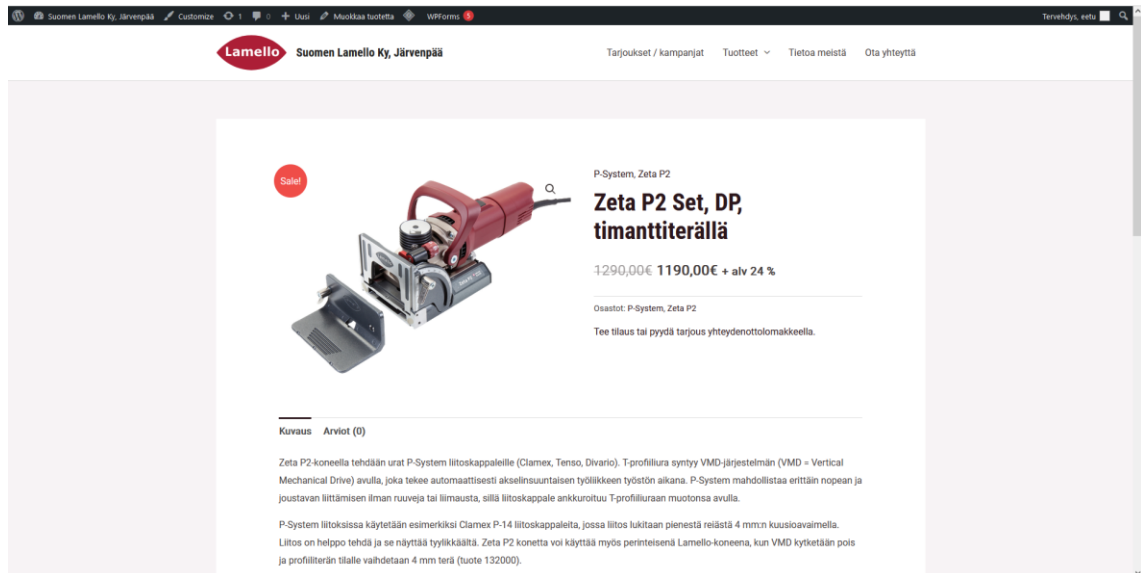 Suomen Lamello Ky, Järvenpää Customize 1 0 Uusi Muokkaa tuotetta WPForms 5 Tervehdys, eetu
Lamello Suomen Lamello Ky, Järvenpää Tarjoukset / kampanjat Tuotteet Tietoa meistä Ota yhteyttä
Sale!
P-System, Zeta P2
Zeta P2 Set, DP,
timanttiterällä
1290,00€ 1190,00€ + alv 24 %
Osastot: P-System, Zeta P2
Tee tilaus tai pyydä tarjous yhteydenottolomakkeella.
Kuvaus Arviot (0)
Zeta P2-koneella tehdään urat P-System liitoskappaleille (Clamex, Tenso, Divario). T-profiiliura syntyy VMD-järjestelmän (VMD = Vertical
Mechanical Drive) avulla, joka tekee automaattisesti akselinsuuntaisen työliikkeen työstön aikana. P-System mahdollistaa erittäin nopean ja
joustavan liittämisen ilman ruuveja tai liimausta, sillä liitoskappale ankkuroituu T-profiiliuraan muotonsa avulla.
P-System liitoksissa käytetään esimerkiksi Clamex P-14 liitoskappaleita, jossa liitos lukitaan pienestä reiästä 4 mm:n kuusioavaimella.
Liitos on helppo tehdä ja se näyttää tyylikkäältä. Zeta P2 konetta voi käyttää myös perinteisenä Lamello-koneena, kun VMD kytketään pois
ja profiiliterän tilalle vaihdetaan 4 mm terä (tuote 132000).